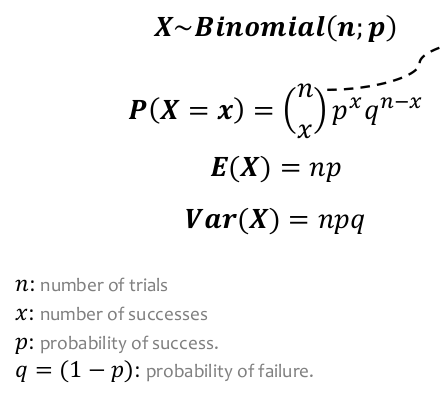 X~Binomial(n; p)
P(X = x) = (n x) p^x q^{n−x}
E(X) = np
Var(X) = npq
n: number of trials
x: number of successes
p: probability of success.
q = (1 − p): probability of failure.